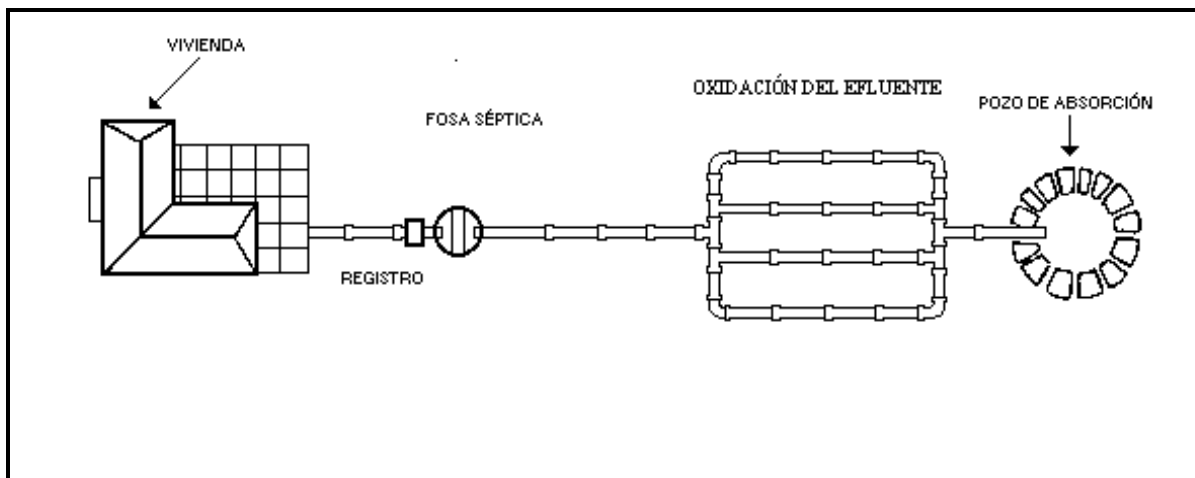 VIVIENDA
OXIDACIÓN DEL EFLUENTE
POZO DE ABSORCIÓN
FOSA SÉPTICA
REGISTRO